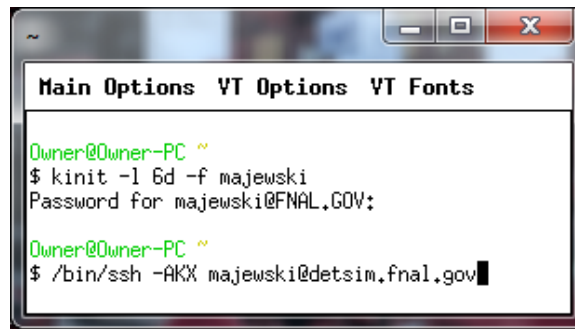 ~
Main Options VT Options VT Fonts
Owner@Owner-PC ~
$ kinit -l 6d -f majewski
Password for majewski@FNAL.GOV:
Owner@Owner-PC ~
$ /bin/ssh -AKX majewski@detsim.fnal.gov